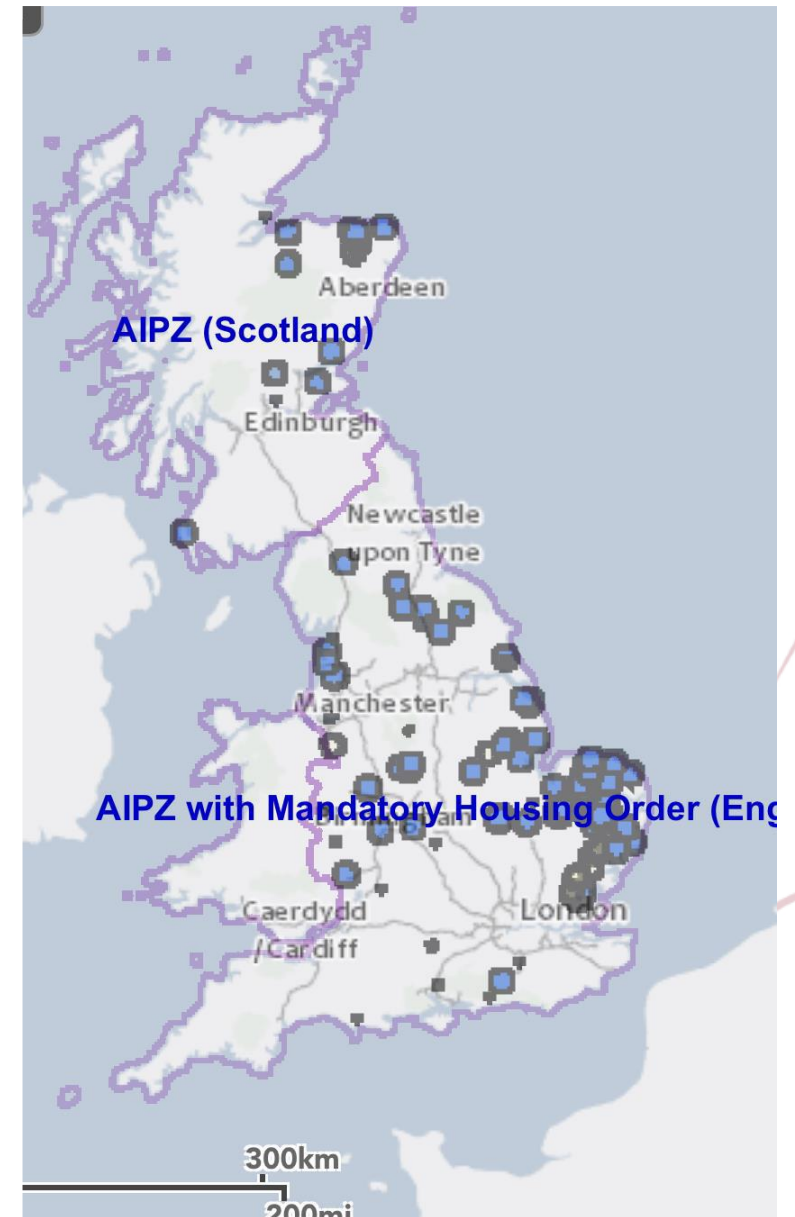 Aberdeen
AIPZ (Scotland)
Edinburgh
Newcastle
upon Tyne
Manchester
AIPZ with Mandatory Housing Order (Eng
Caerdydd
London
/Cardiff
300km
200mi